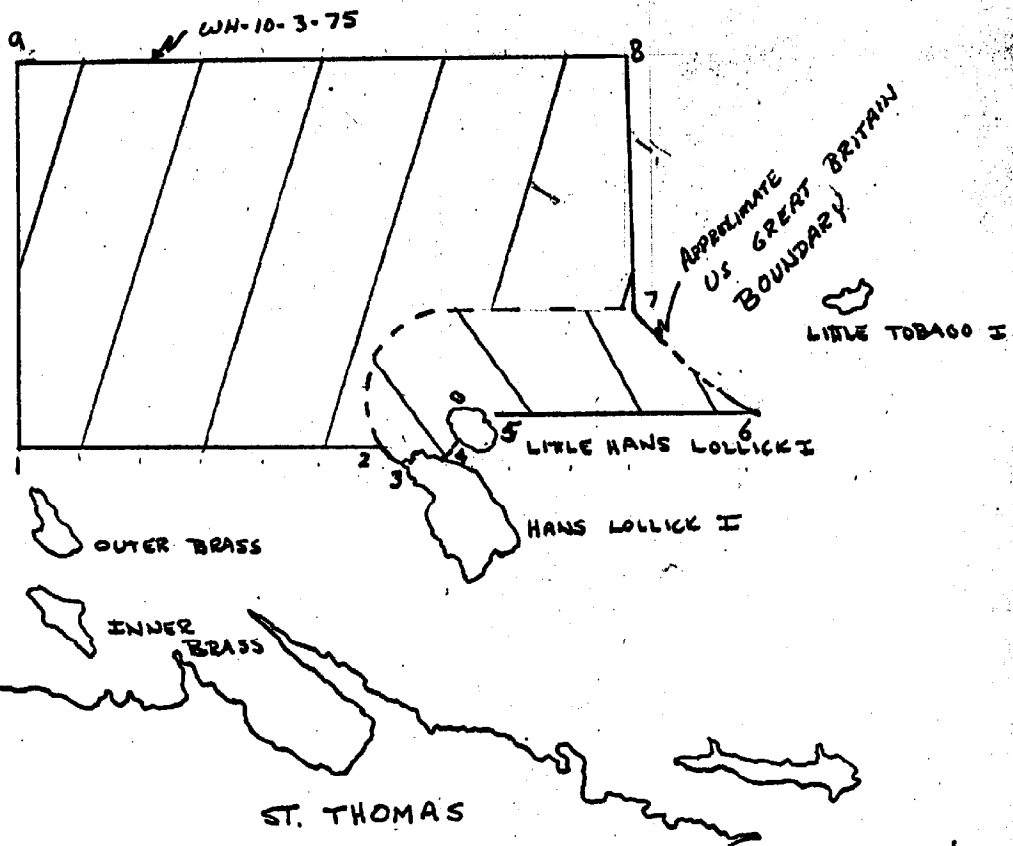 WH-10-3-75
9
8
APPROXIMATE
US GREAT BRITAIN
BOUNDARY
7
LITTLE TOBAGO I
5
6
LITLE HANS LOLLICK I
2
4
3
1
HANS LOLLICK I
OUTER BRASS
INNER
BRASS
ST. THOMAS